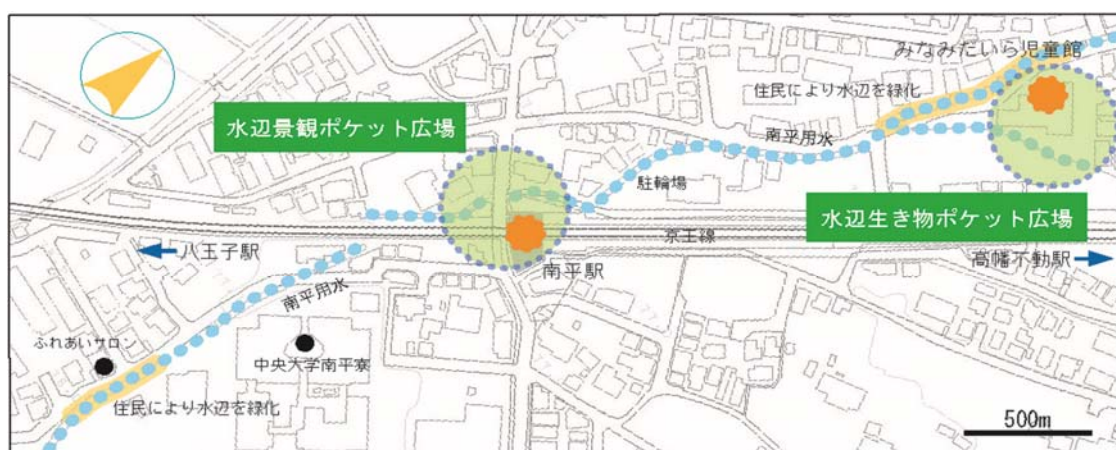 みなみだいら児童館
住民により水辺を緑化
水辺景観ポケット広場
南平用水
駐輪場
水辺生き物ポケット広場
京王線
八王子駅
高幡不動駅
南平駅
南平用水
ふれあいサロン
中央大学南平寮
住民により水辺を緑化
500m